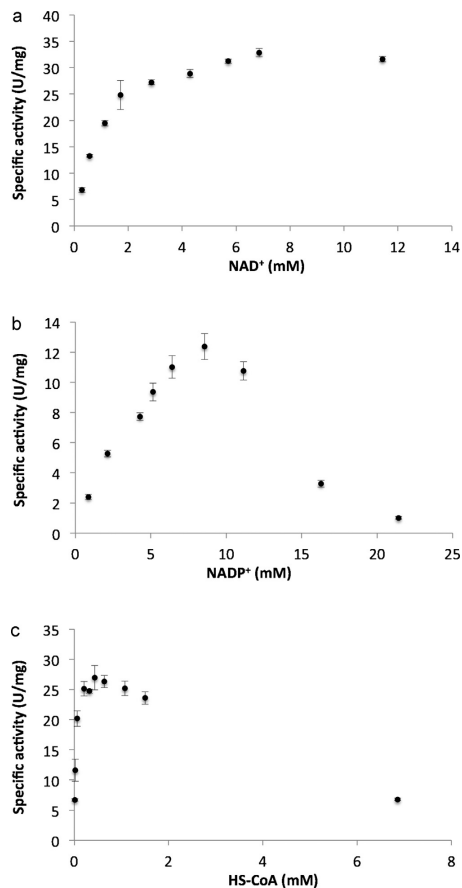 a
Specific activity (U/mg)
40
35
30
25
20
15
10
5
0
0 2 4 6 8 10 12 14
NAD⁺ (mM)
b
Specific activity (U/mg)
14
12
10
8
6
4
2
0
0 5 10 15 20 25
NADP⁺ (mM)
c
Specific activity (U/mg)
35
30
25
20
15
10
5
0
0 2 4 6 8
HS-CoA (mM)